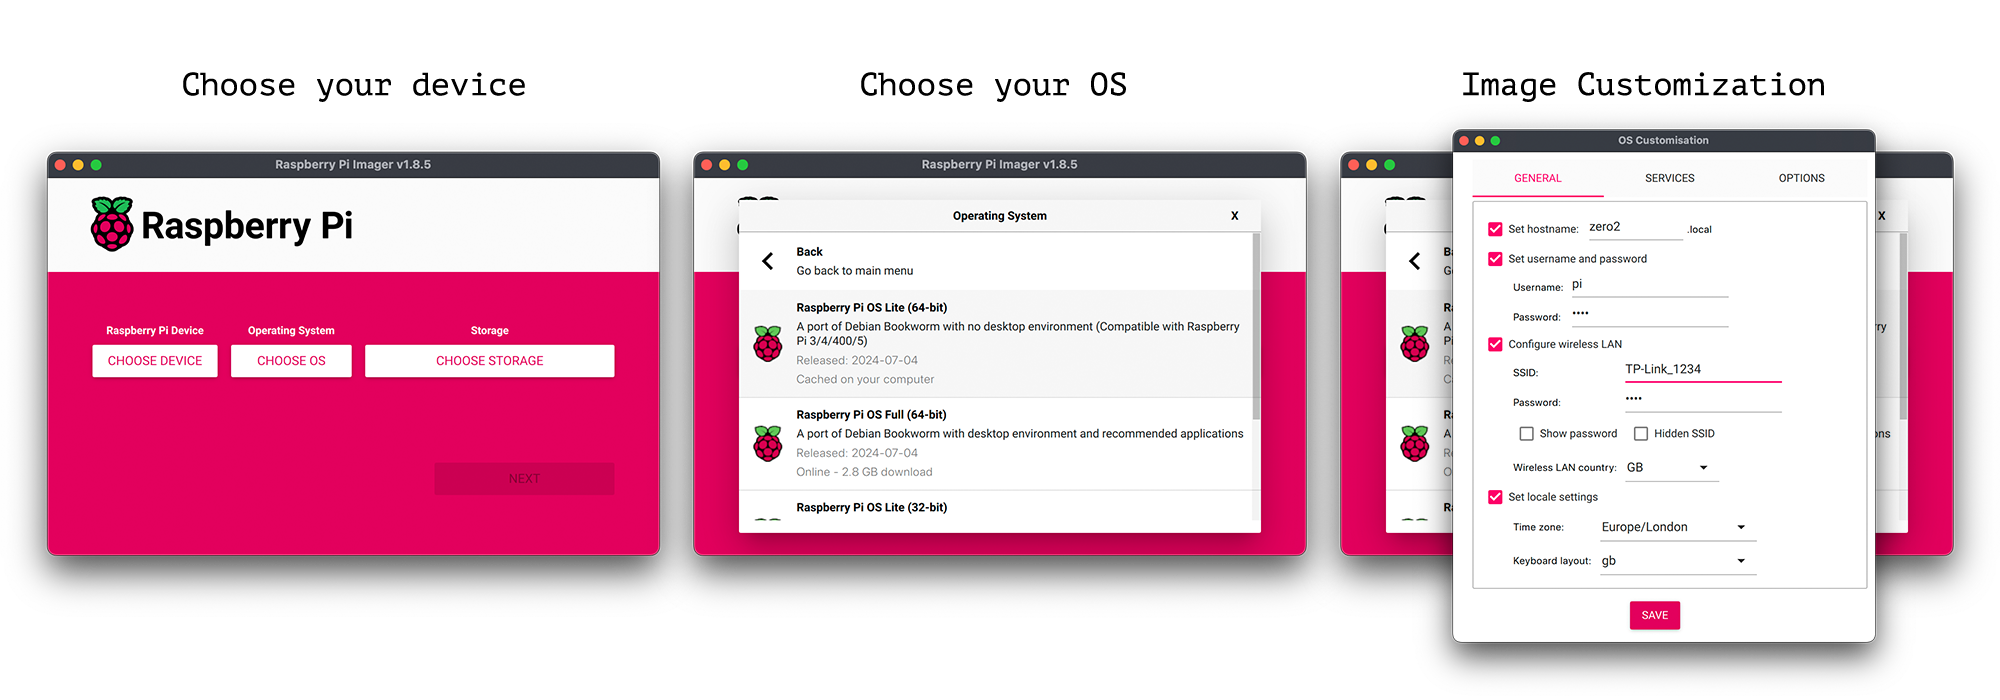 Choose your device
Raspberry Pi Imager v1.8.5
Raspberry Pi
Raspberry Pi Device
Operating System
Storage
CHOOSE DEVICE
CHOOSE OS
CHOOSE STORAGE
NEXT
Choose your OS
Raspberry Pi Imager v1.8.5
Operating System
X
Back
Go back to main menu
Raspberry Pi OS Lite (64-bit)
A port of Debian Bookworm with no desktop environment (Compatible with Raspberry
Pi 3/4/400/5)
Released: 2024-07-04
Cached on your computer
Raspberry Pi OS Full (64-bit)
A port of Debian Bookworm with desktop environment and recommended applications
Released: 2024-07-04
Online - 2.8 GB download
Raspberry Pi OS Lite (32-bit)
Image Customization
OS Customisation
GENERAL
SERVICES
OPTIONS
X
Set hostname: zero2 .local
Set username and password
Username: pi
Password: ••••
Configure wireless LAN
SSID: TP-Link_1234
Password: ••••
Show password
Hidden SSID
Wireless LAN country: GB
Set locale settings
Time zone: Europe/London
Keyboard layout: gb
SAVE